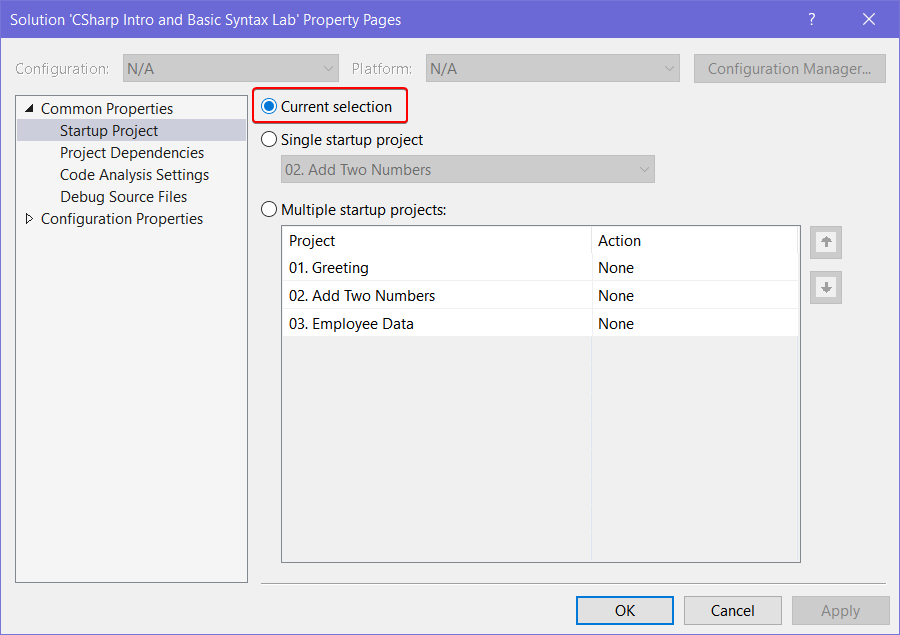 Solution 'CSharp Intro and Basic Syntax Lab' Property Pages ?
Configuration: N/A Platform: N/A Configuration Manager...
Common Properties
Startup Project
Project Dependencies
Code Analysis Settings
Debug Source Files
Configuration Properties
Current selection
Single startup project
02. Add Two Numbers
Multiple startup projects:
Project Action
01. Greeting None
02. Add Two Numbers None
03. Employee Data None
OK Cancel Apply